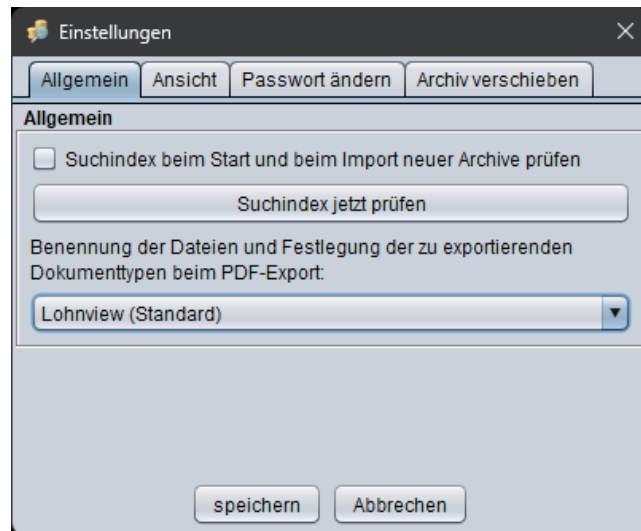 Einstellungen
Allgemein Ansicht Passwort ändern Archiv verschieben
Allgemein
Suchindex beim Start und beim Import neuer Archive prüfen
Suchindex jetzt prüfen
Benennung der Dateien und Festlegung der zu exportierenden
Dokumenttypen beim PDF-Export:
Lohnview (Standard)
speichern Abbrechen